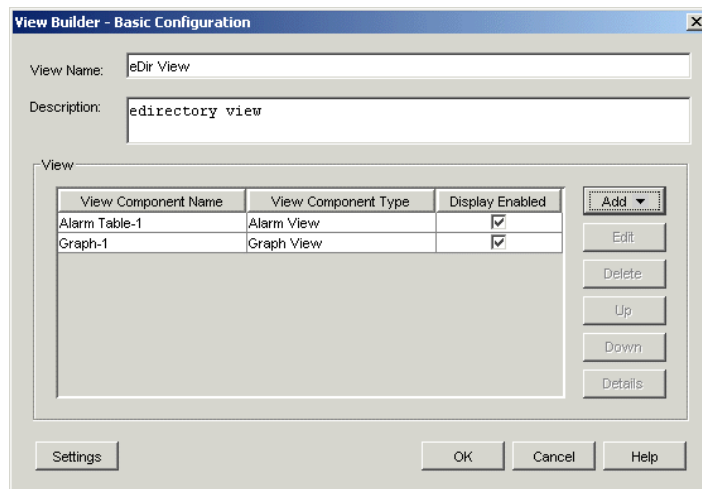 View Builder - Basic Configuration
View Name: eDir View
Description: edirectory view
View
View Component Name View Component Type Display Enabled
Alarm Table-1 Alarm View
Graph-1 Graph View
Add
Edit
Delete
Up
Down
Details
Settings OK Cancel Help